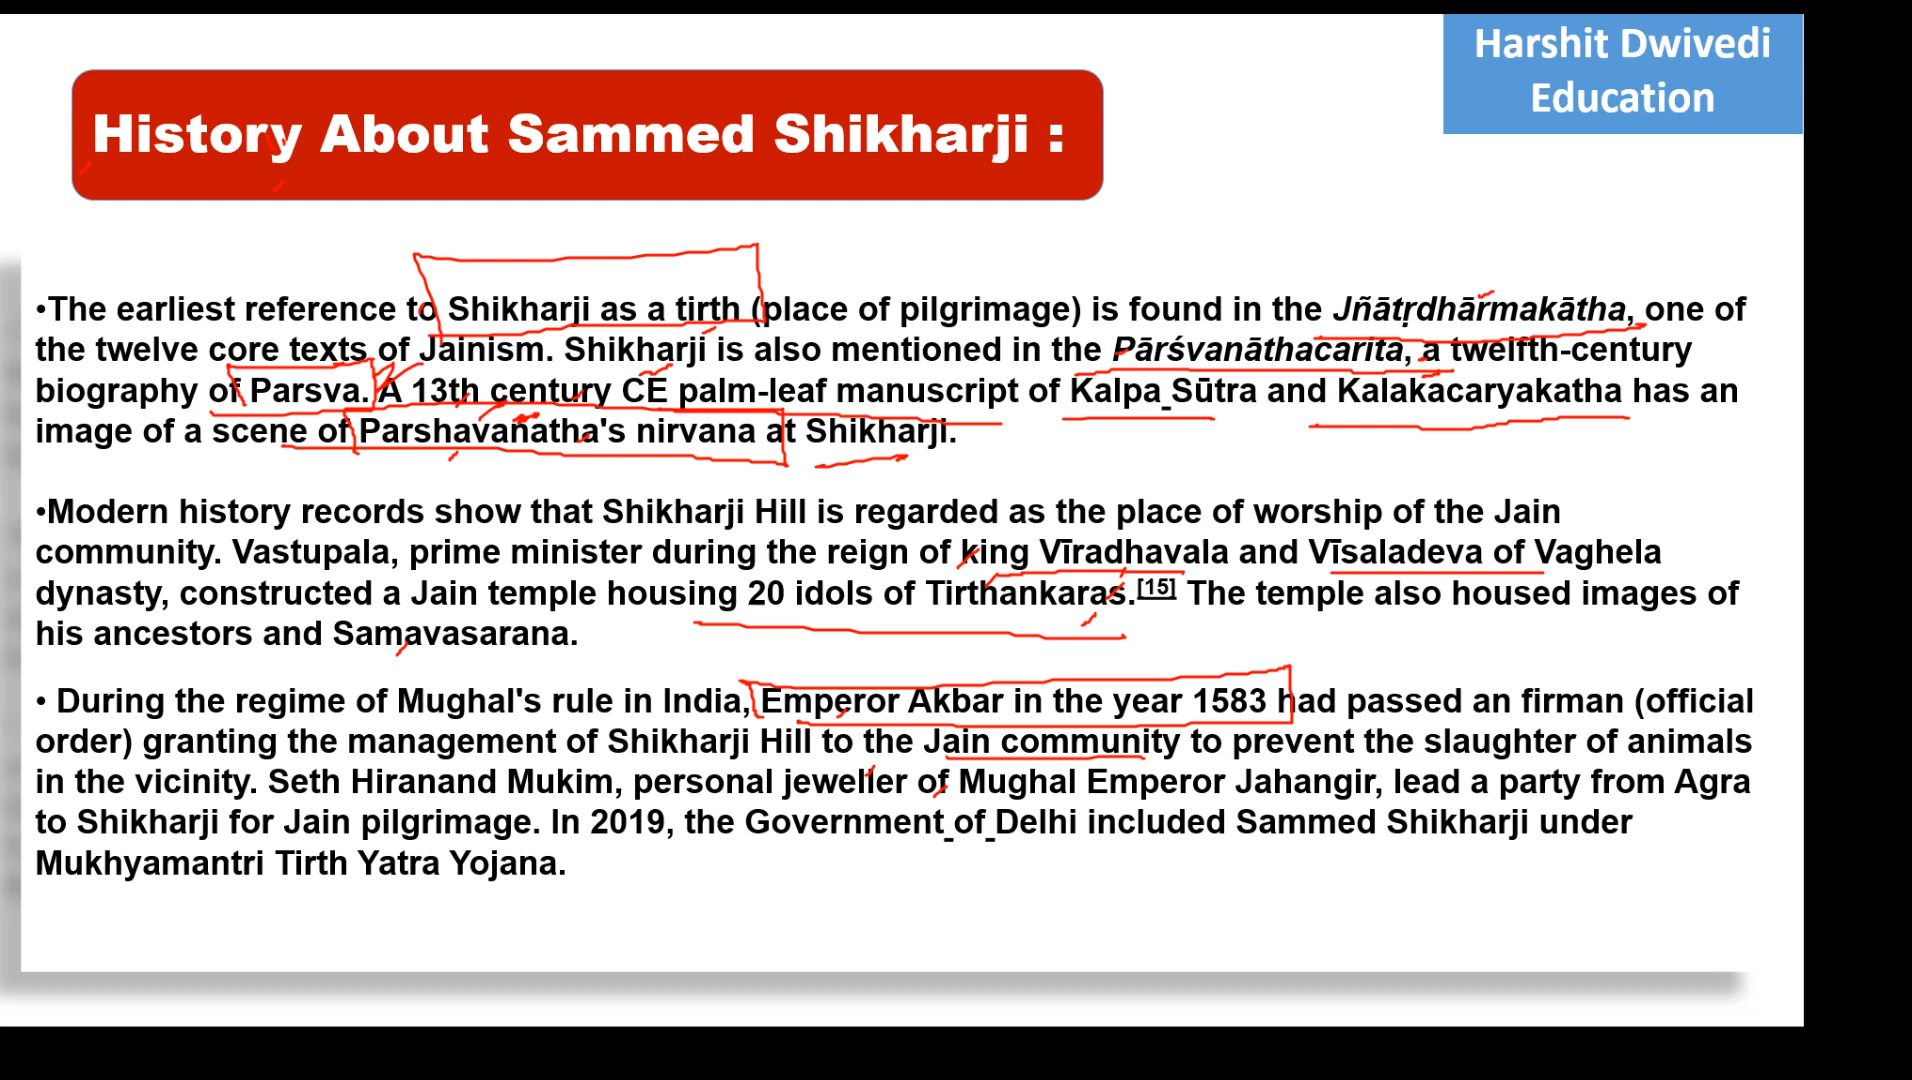 Harshit Dwivedi
Education
History About Sammed Shikharji :
•The earliest reference to Shikharji as a tirth (place of pilgrimage) is found in the Jñātṛdhārmakātha, one of
the twelve core texts of Jainism. Shikharji is also mentioned in the Pārśvanāthacarita, a twelfth-century
biography of Parsva. A 13th century CE palm-leaf manuscript of Kalpa Sūtra and Kalakacaryakatha has an
image of a scene of Parshavanatha's nirvana at Shikharji.
•Modern history records show that Shikharji Hill is regarded as the place of worship of the Jain
community. Vastupala, prime minister during the reign of king Vīradhavala and Vīsaladeva of Vaghela
dynasty, constructed a Jain temple housing 20 idols of Tirthankaras.[15] The temple also housed images of
his ancestors and Samavasarana.
• During the regime of Mughal's rule in India, Emperor Akbar in the year 1583 had passed an firman (official
order) granting the management of Shikharji Hill to the Jain community to prevent the slaughter of animals
in the vicinity. Seth Hiranand Mukim, personal jeweller of Mughal Emperor Jahangir, lead a party from Agra
to Shikharji for Jain pilgrimage. In 2019, the Government of Delhi included Sammed Shikharji under
Mukhyamantri Tirth Yatra Yojana.